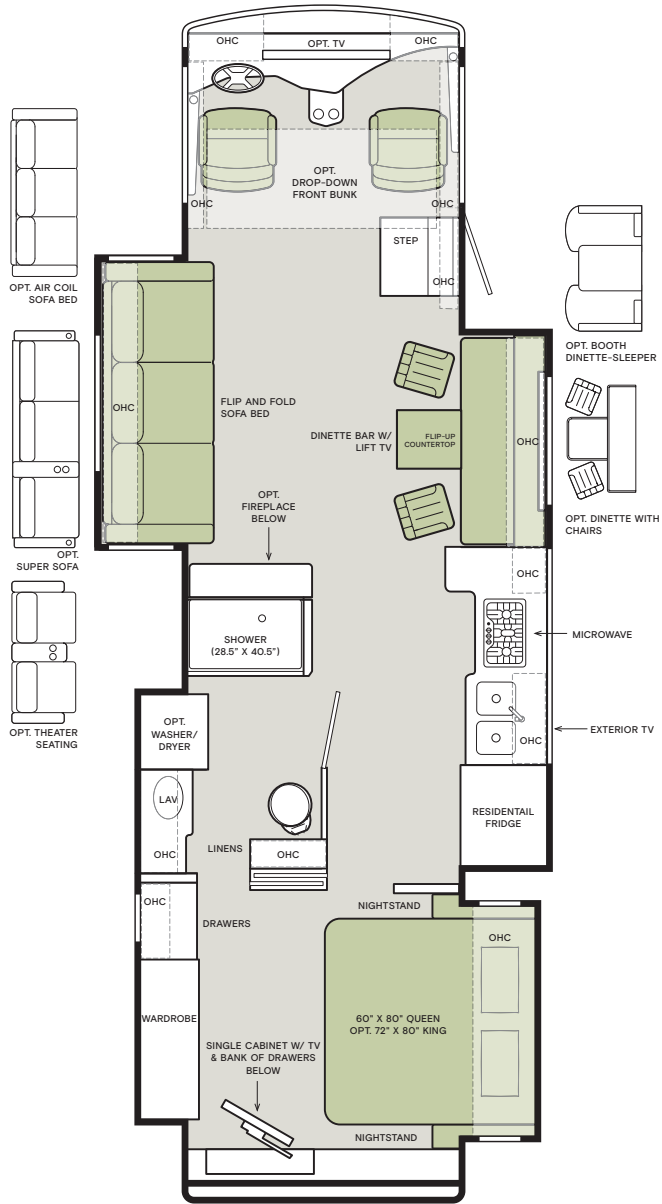 OHC
OPT. TV
OHC
OPT.
DROP-DOWN
FRONT BUNK
OHC
OHC
STEP
OHC
OPT. AIR COIL
SOFA BED
OPT. BOOTH
DINETTE-SLEEPER
OHC
FLIP AND FOLD
SOFA BED
DINETTE BAR W/
LIFT TV
FLIP-UP
COUNTERTOP
OHC
OPT.
FIREPLACE
BELOW
OPT. DINETTE WITH
CHAIRS
OPT.
SUPER SOFA
OHC
SHOWER
(28.5" X 40.5")
MICROWAVE
OPT. THEATER
SEATING
OPT.
WASHER/
DRYER
EXTERIOR TV
OHC
LAV
RESIDENTAIL
FRIDGE
LINENS
OHC
OHC
OHC
NIGHTSTAND
DRAWERS
OHC
WARDROBE
60" X 80" QUEEN
OPT. 72" X 80" KING
SINGLE CABINET W/ TV
& BANK OF DRAWERS
BELOW
NIGHTSTAND